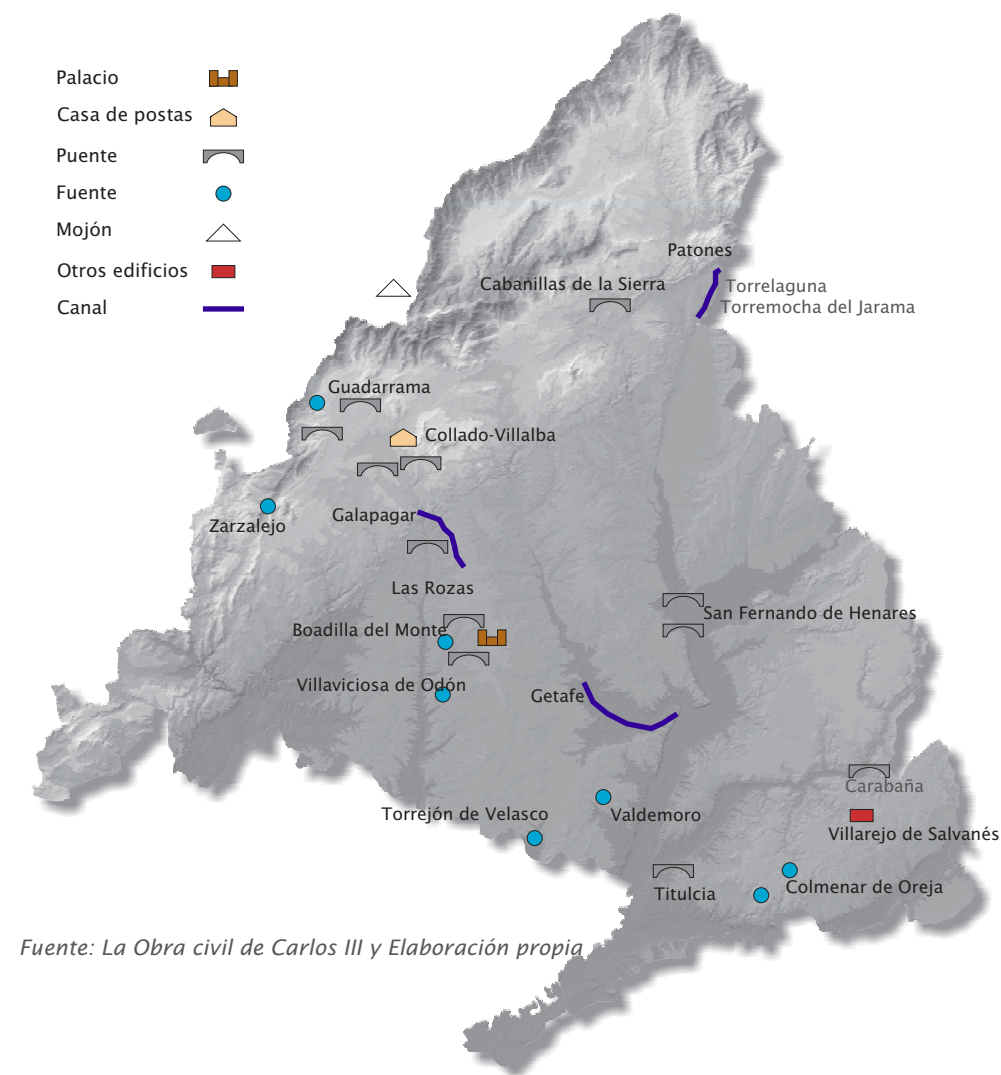 Palacio
Casa de postas
Puente
Fuente
Mojón
Otros edificios
Canal
Patones
Cabanillas de la Sierra
Torrelaguna
Torremocha del Jarama
Guadarrama
Collado-Villalba
Galapagar
Zarzalejo
Las Rozas
San Fernando de Henares
Boadilla del Monte
Villaviciosa de Odón
Getafe
Carabaña
Torrejón de Velasco
Valdemoro
Villarejo de Salvanés
Titulcia
Colmenar de Oreja
Fuente: La Obra civil de Carlos III y Elaboración propia